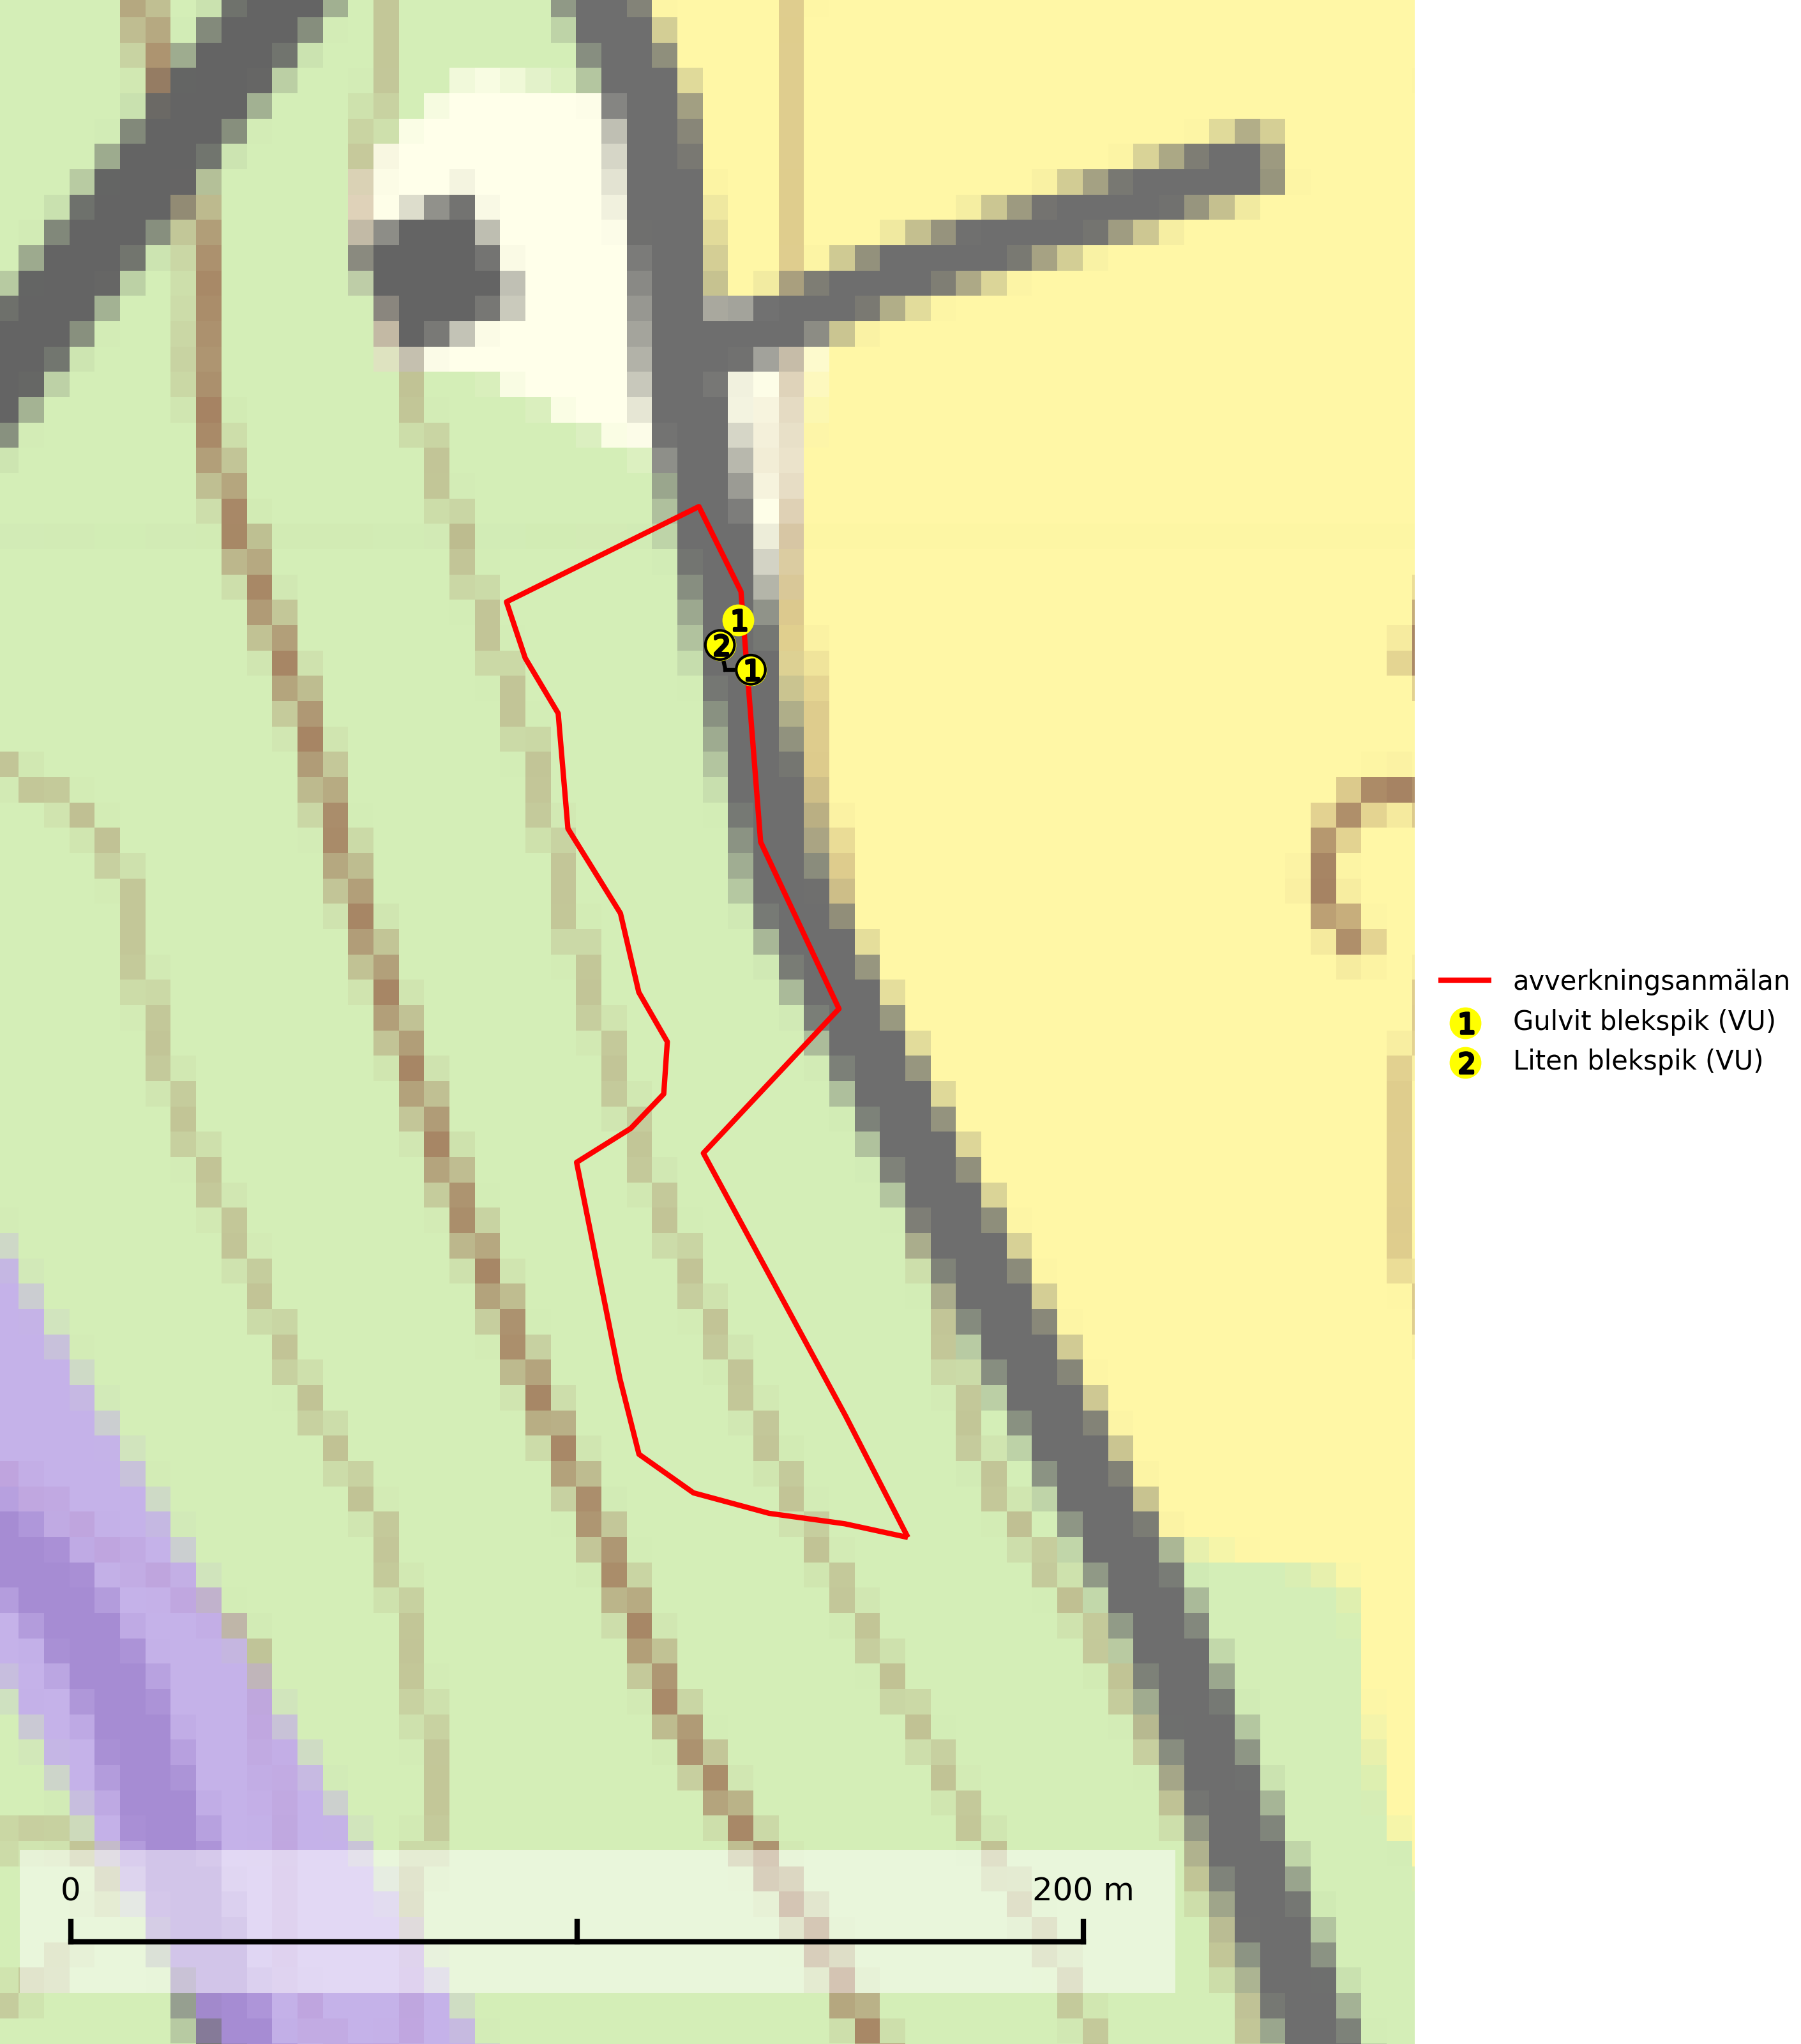 1
2
1
avverkningsanmälan
1 Gulvit blekspik (VU)
2 Liten blekspik (VU)
0 200 m